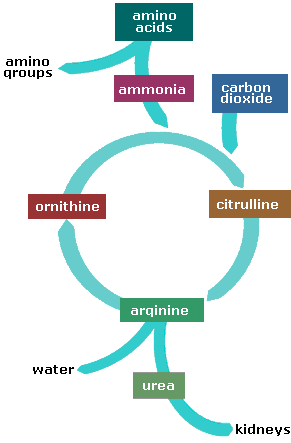 amino
acids
amino
groups
ammonia
carbon
dioxide
ornithine
citrulline
arginine
water
urea
kidneys